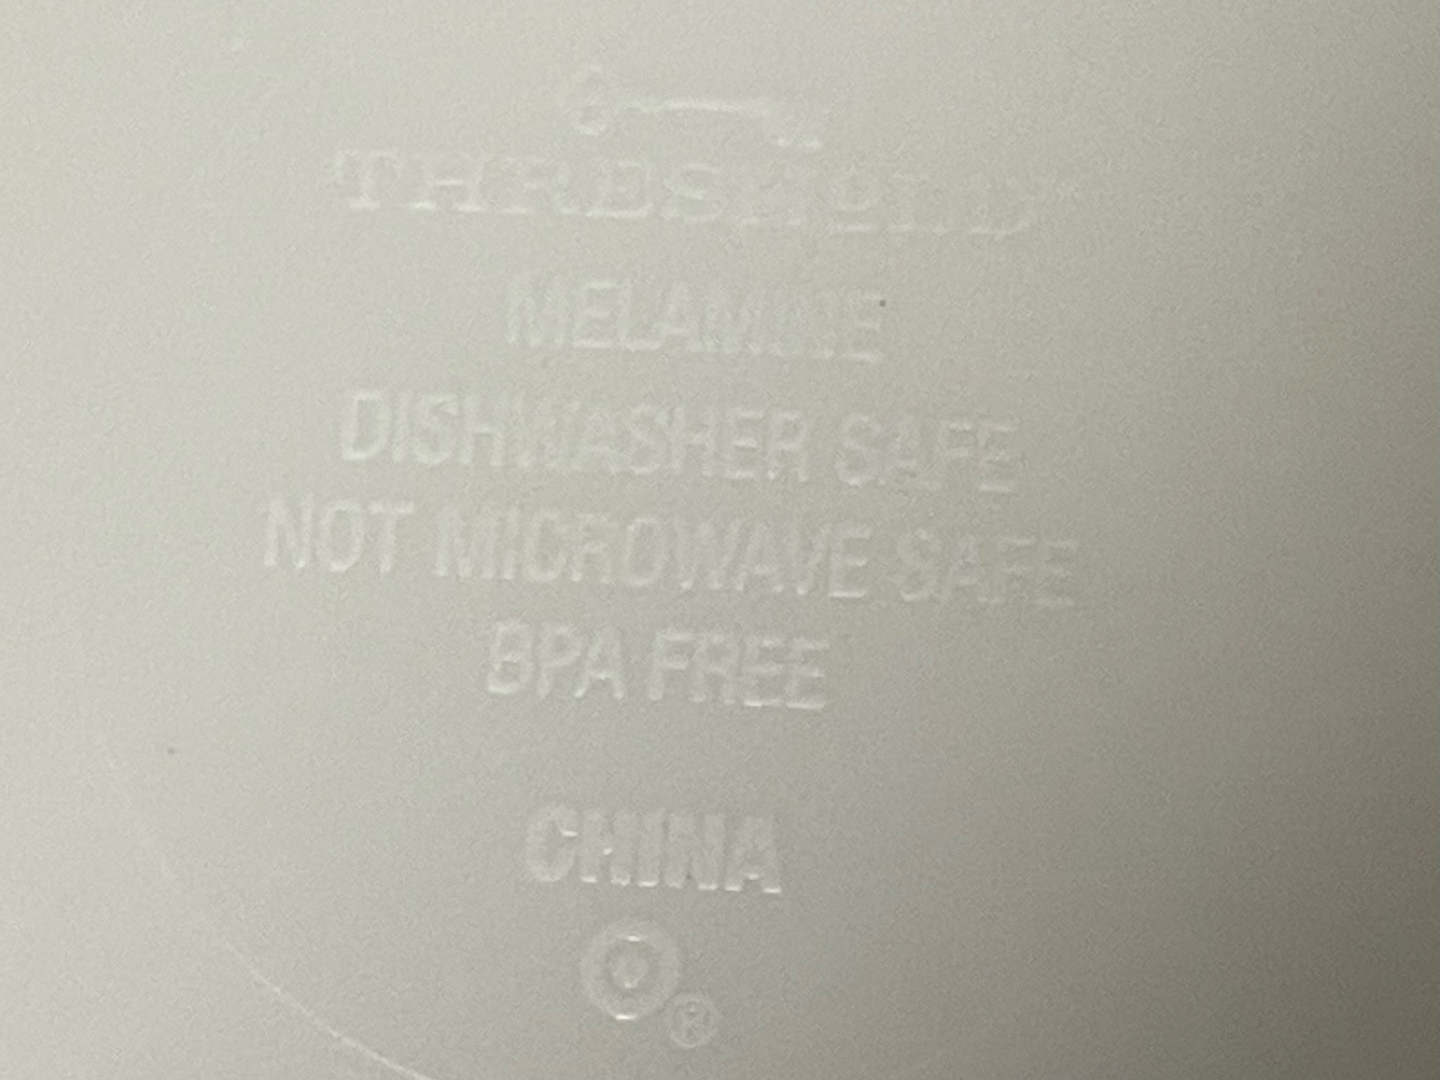 THRESHOLD
MELAMINE
DISHWASHER SAFE
NOT MICROWAVE SAFE
BPA FREE
CHINA
®